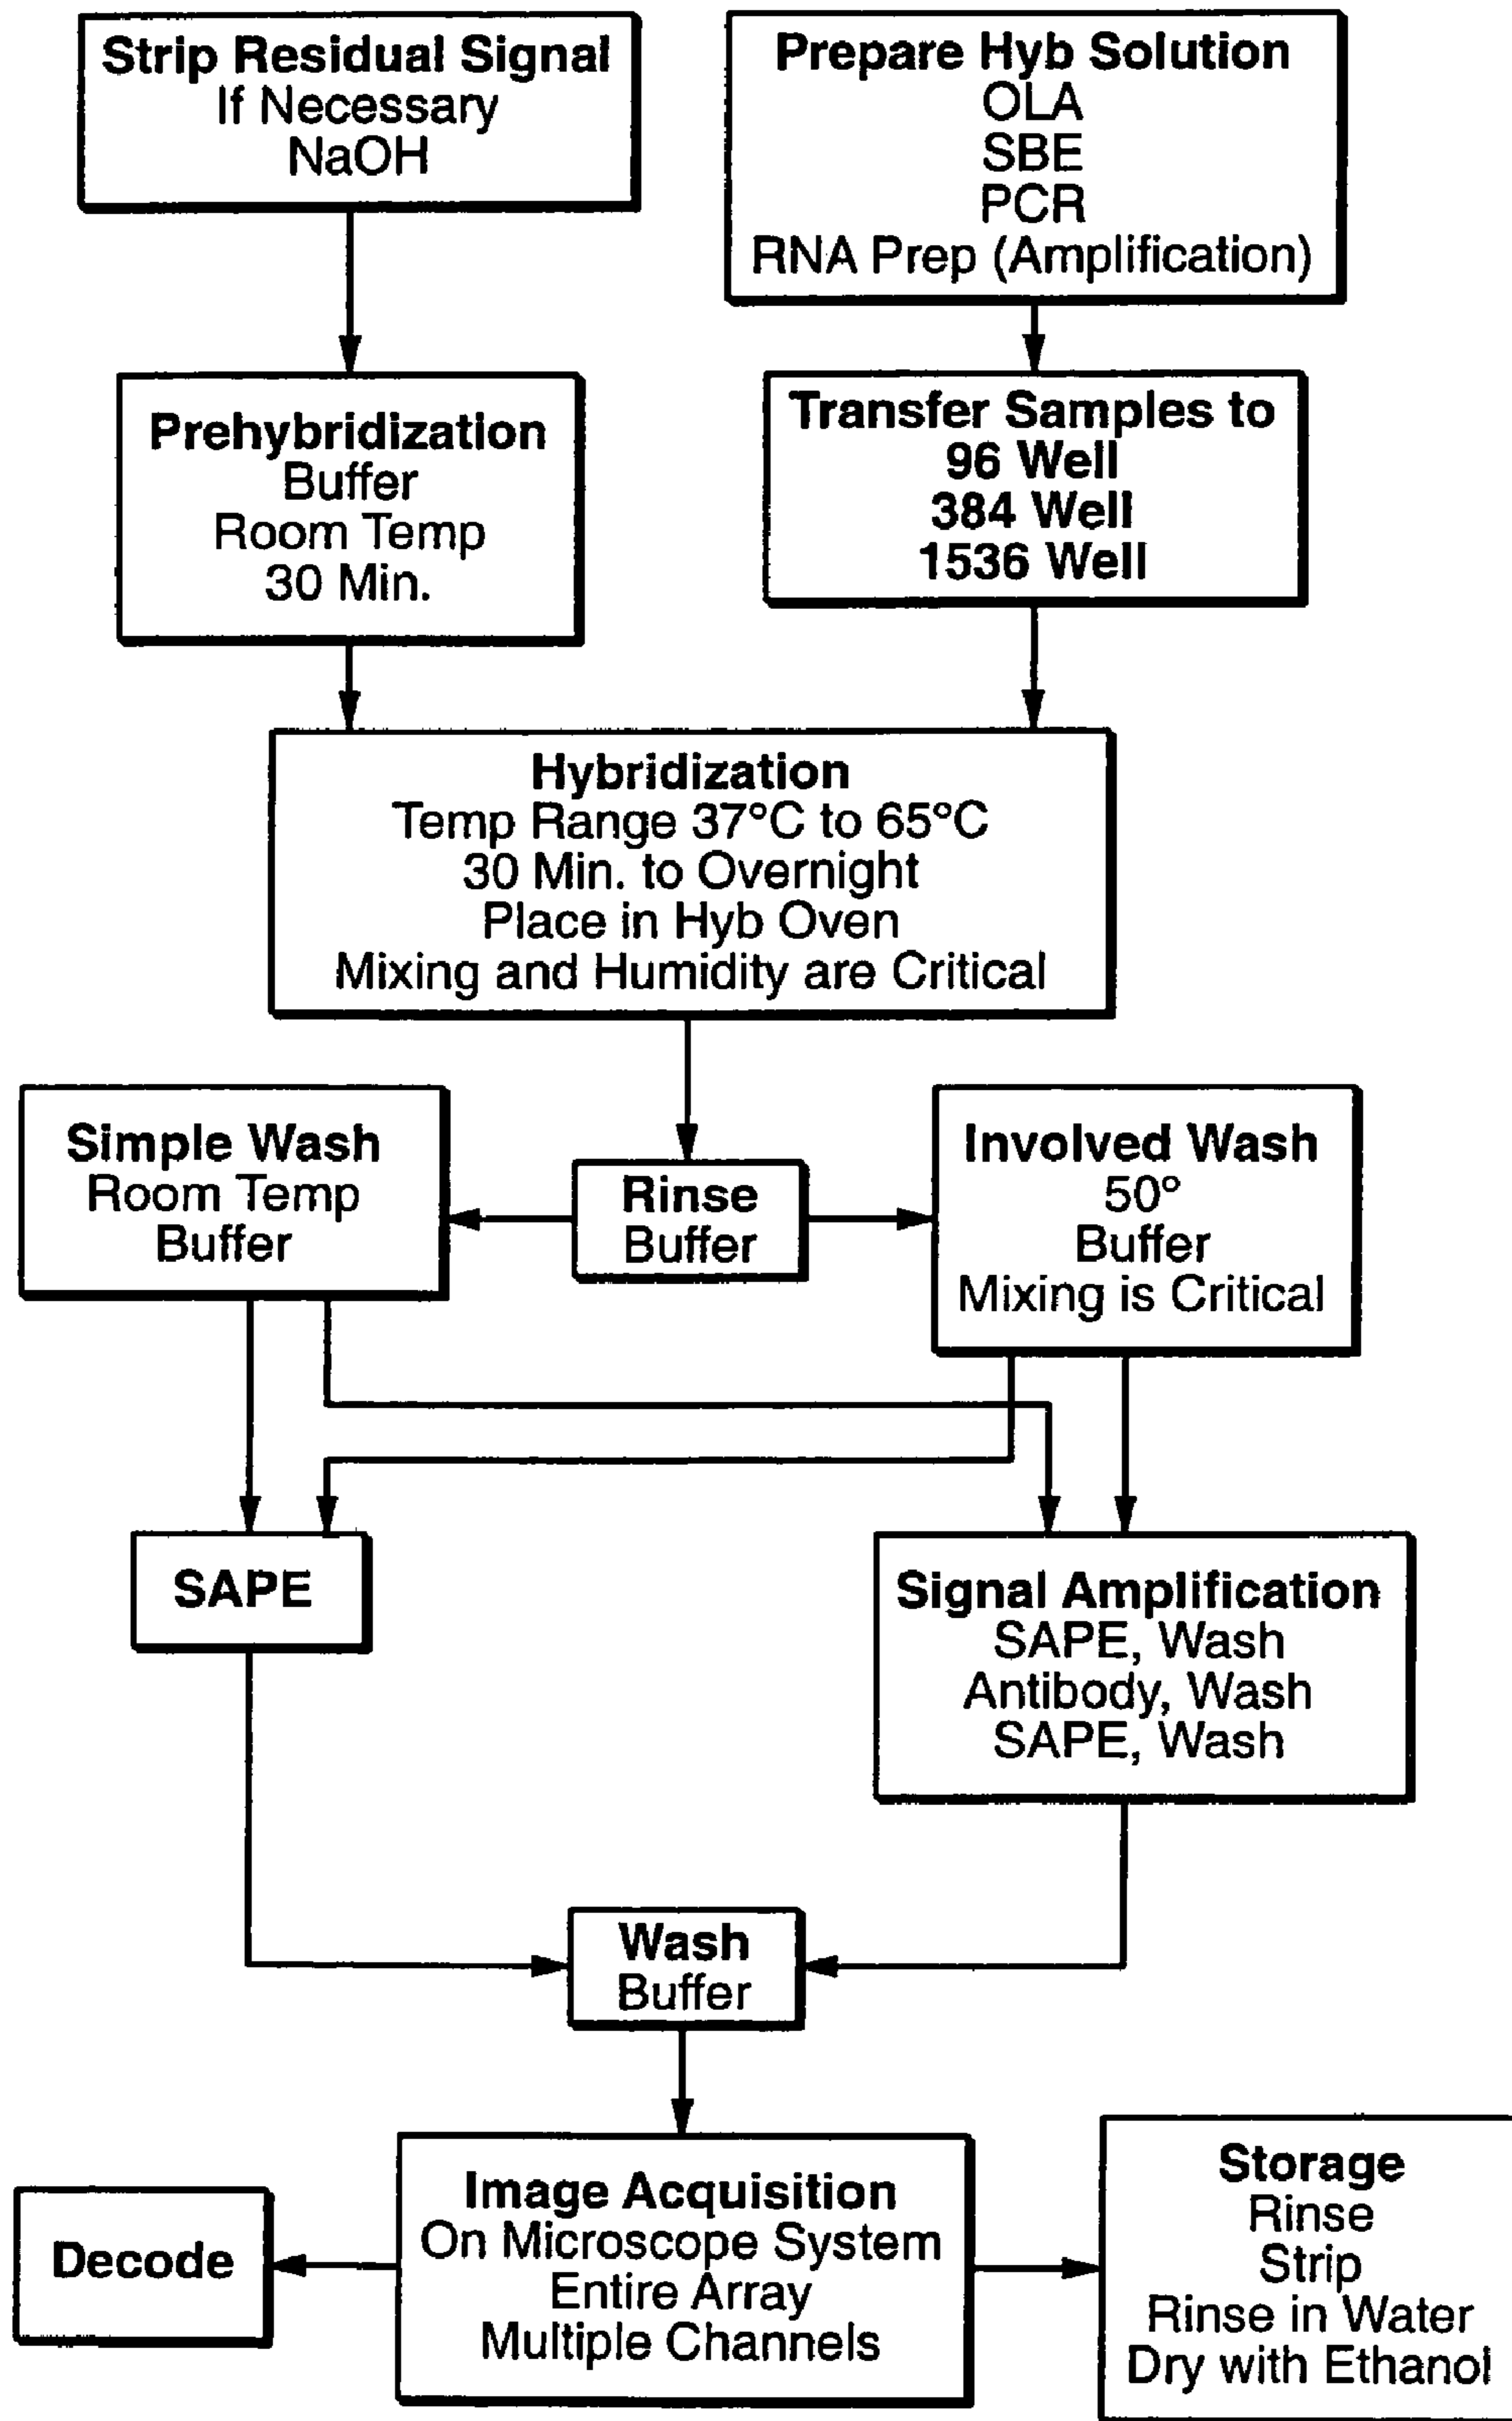 Strip Residual Signal
If Necessary
NaOH
Prepare Hyb Solution
OLA
SBE
PCR
RNA Prep (Amplification)
Prehybridization
Buffer
Room Temp
30 Min.
Transfer Samples to
96 Well
384 Well
1536 Well
Hybridization
Temp Range 37°C to 65°C
30 Min. to Overnight
Place in Hyb Oven
Mixing and Humidity are Critical
Simple Wash
Room Temp
Buffer
Rinse
Buffer
Involved Wash
50°
Buffer
Mixing is Critical
SAPE
Signal Amplification
SAPE, Wash
Antibody, Wash
SAPE, Wash
Wash
Buffer
Decode
Image Acquisition
On Microscope System
Entire Array
Multiple Channels
Storage
Rinse
Strip
Rinse in Water
Dry with Ethanol